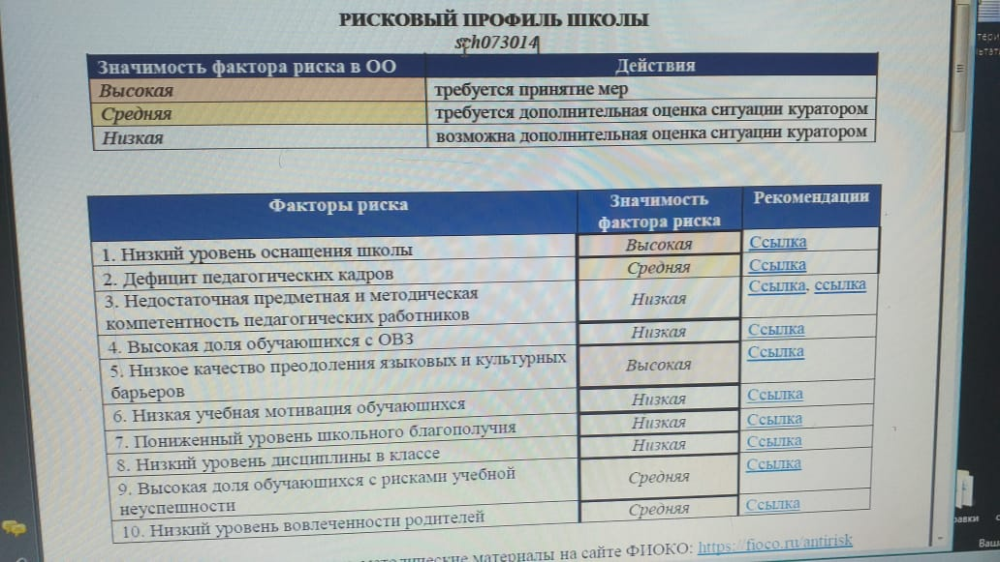 РИСКОВЫЙ ПРОФИЛЬ ШКОЛЫ
sch073014
Значимость фактора риска в ОО Действия
Высокая требуется принятие мер
Средняя требуется дополнительная оценка ситуации куратором
Низкая возможна дополнительная оценка ситуации куратором
Факторы риска Значимость фактора риска Рекомендации
1. Низкий уровень оснащения школы Высокая Ссылка
2. Дефицит педагогических кадров Средняя Ссылка
3. Недостаточная предметная и методическая
компетентность педагогических работников Низкая Ссылка, ссылка
4. Высокая доля обучающихся с ОВЗ Низкая Ссылка
5. Низкое качество преодоления языковых и культурных
барьеров Высокая Ссылка
6. Низкая учебная мотивация обучающихся Низкая Ссылка
7. Пониженный уровень школьного благополучия Низкая Ссылка
8. Низкий уровень дисциплины в классе Низкая Ссылка
9. Высокая доля обучающихся с рисками учебной
неуспешности Средняя Ссылка
10. Низкий уровень вовлеченности родителей Средняя Ссылка
материалы на сайте ФИОКО: https://fioco.ru/antirisk